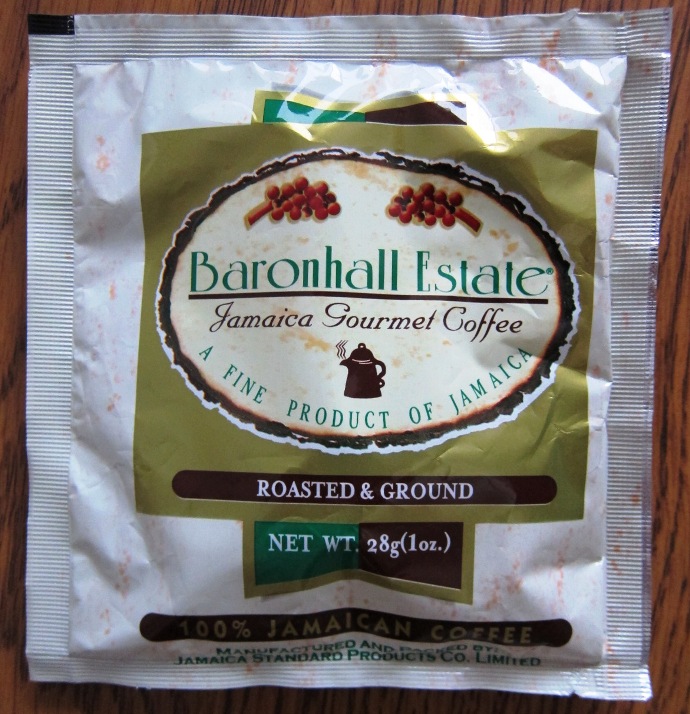 Baronhall Estate®
Jamaica Gourmet Coffee
A FINE PRODUCT OF JAMAICA
ROASTED & GROUND
NET WT. 28g(1oz.)
100% JAMAICAN COFFEE
MANUFACTURED AND PACKED BY:
JAMAICA STANDARD PRODUCTS CO. LIMITED